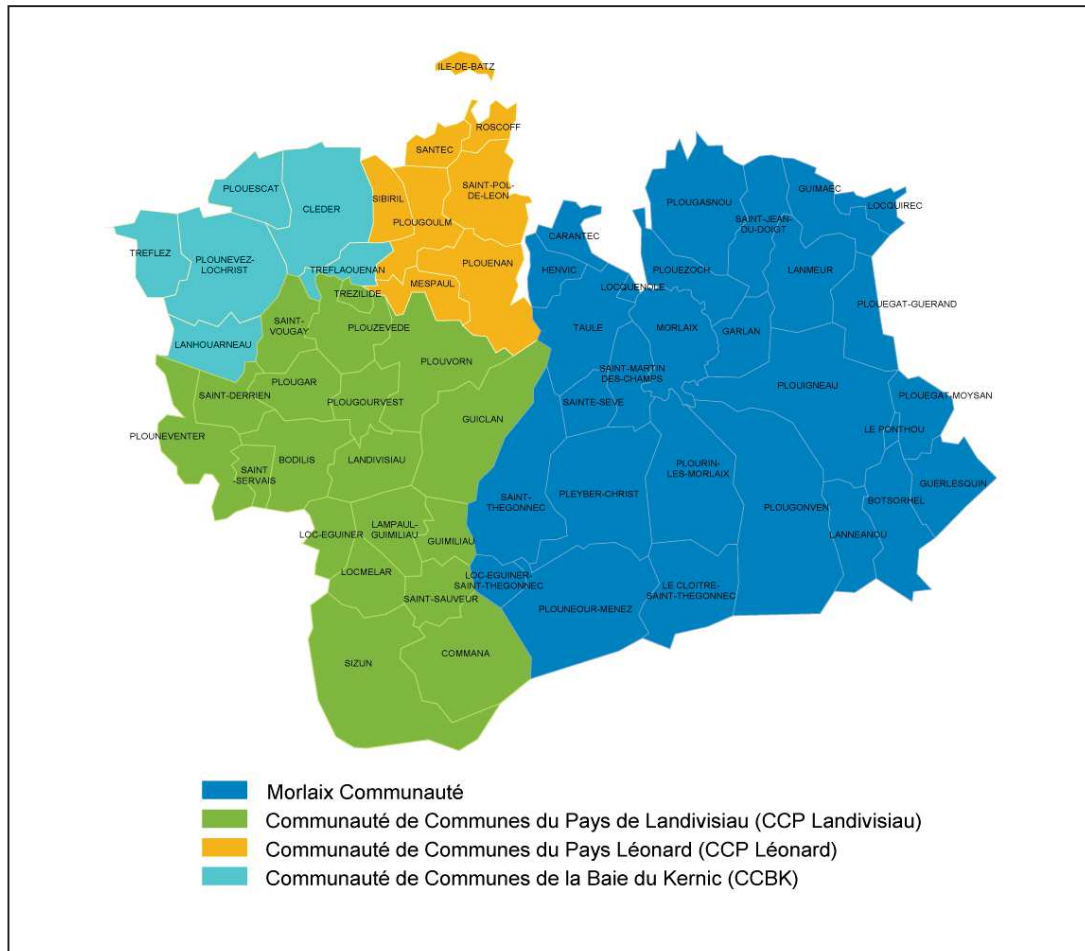 ILE-DE-BATZ
ROSCOFF
SANTEC
SAINT-POL-
DE-LEON
SIBIRIL
PLOUGOULM
PLOUESCAT
CLEDER
TREFLEZ
PLOUNEVEZ-
LOCHRIST
TREFLAOUENAN
PLOUENAN
MESPAUL
TREZILIDE
LANHOUARNEAU
SAINT-
VOUGAY
PLOUZEVEDE
PLOUVORN
PLOUGAR
SAINT-DERRIEN
PLOUGOURVEST
GUICLAN
PLOUNEVENTER
BODILIS
LANDIVISIAU
SAINT
-SERVAIS
LOC-EGUINER
LAMPAUL-
GUIMILIAU
GUIMILIAU
LOCMELAR
SAINT-SAUVEUR
SIZUN
COMMANA
PLOUGASNOU
SAINT-JEAN-
DU-DOIGT
GUIMAEC
LOCQUIREC
CARANTEC
HENVIC
PLOUEZOCH
LANMEUR
LOCQUENOLE
PLOUEGAT-GUERAND
TAULE
MORLAIX
GARLAN
SAINT-MARTIN
DES-CHAMPS
PLOUIGNEAU
SAINTE-SEVE
PLOUEGAT-MOYSAN
LE PONTHOU
PLOURIN-
LES-MORLAIX
GUERLESQUIN
SAINT-
THEGONNEC
PLEYBER-CHRIST
BOTSORHEL
PLOUGONVEN
LANNEANOU
LOC-EGUINER-
SAINT-THEGONNEC
LE CLOITRE-
SAINT-THEGONNEC
PLOUNEOUR-MENEZ
Morlaix Communauté
Communauté de Communes du Pays de Landivisiau (CCP Landivisiau)
Communauté de Communes du Pays Léonard (CCP Léonard)
Communauté de Communes de la Baie du Kernic (CCBK)